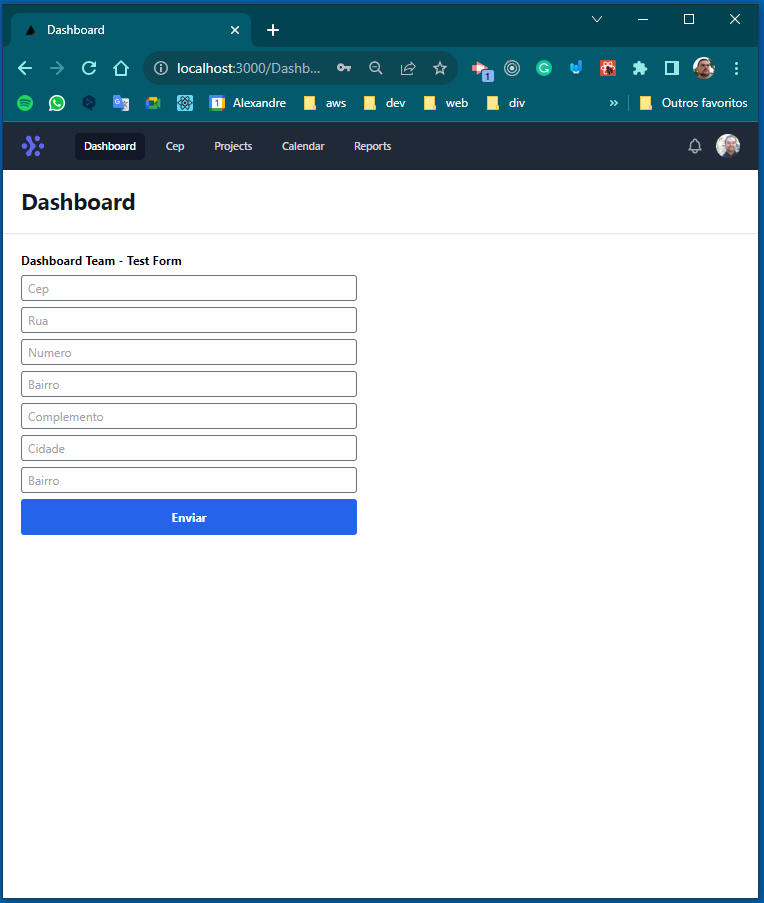 Dashboard
localhost:3000/Dashb...
1
1 Alexandre aws dev web div » Outros favoritos
Dashboard Cep Projects Calendar Reports
Dashboard
Dashboard Team - Test Form
Cep
Rua
Numero
Bairro
Complemento
Cidade
Bairro
Enviar